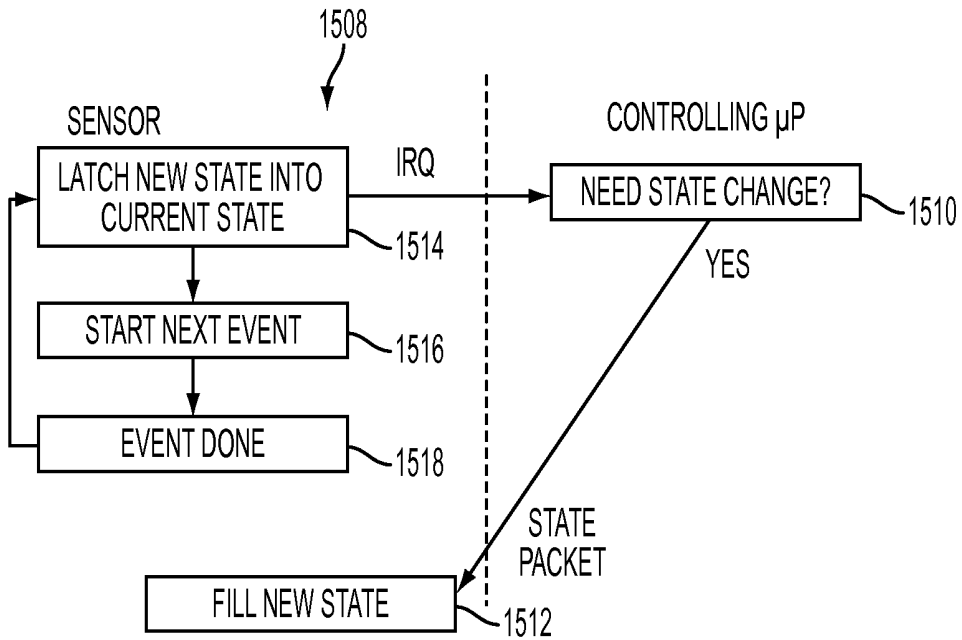 1508
SENSOR
CONTROLLING µP
LATCH NEW STATE INTO
CURRENT STATE
IRQ
NEED STATE CHANGE?
1510
1514
YES
START NEXT EVENT
1516
EVENT DONE
1518
STATE
PACKET
FILL NEW STATE
1512